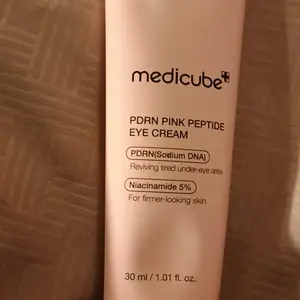 medicube
PDRN PINK PEPTIDE
EYE CREAM
PDRN(Sodium DNA)
Reviving tired under-eye area
Niacinamide 5%
For firmer-looking skin
30 ml / 1.01 fl. oz.